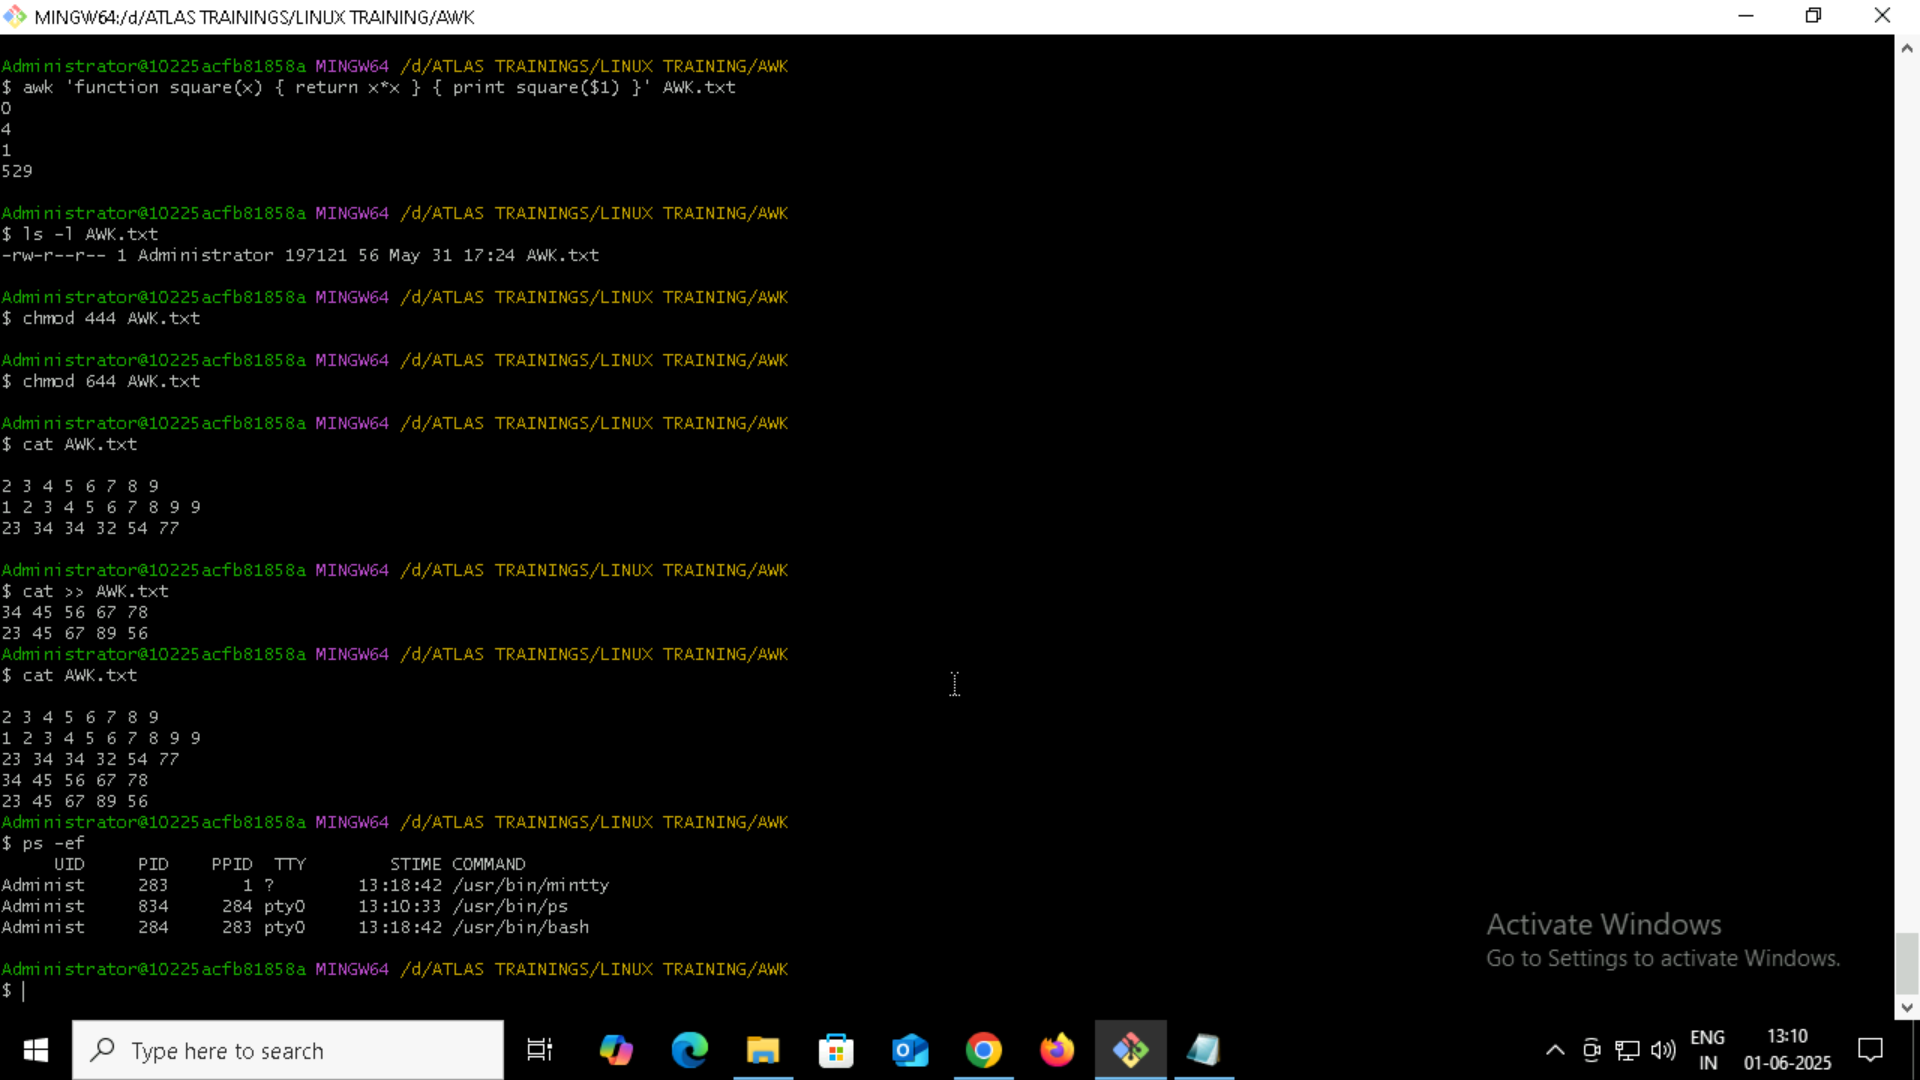 MINGW64:/d/ATLAS TRAININGS/LINUX TRAINING/AWK
Administrator@10225acfb81858a MINGW64 /d/ATLAS TRAININGS/LINUX TRAINING/AWK
$ awk 'function square(x) { return x*x } { print square($1) }' AWK.txt
0
4
1
529
Administrator@10225acfb81858a MINGW64 /d/ATLAS TRAININGS/LINUX TRAINING/AWK
$ ls -l AWK.txt
-rw-r--r-- 1 Administrator 197121 56 May 31 17:24 AWK.txt
Administrator@10225acfb81858a MINGW64 /d/ATLAS TRAININGS/LINUX TRAINING/AWK
$ chmod 444 AWK.txt
Administrator@10225acfb81858a MINGW64 /d/ATLAS TRAININGS/LINUX TRAINING/AWK
$ chmod 644 AWK.txt
Administrator@10225acfb81858a MINGW64 /d/ATLAS TRAININGS/LINUX TRAINING/AWK
$ cat AWK.txt
2 3 4 5 6 7 8 9
1 2 3 4 5 6 7 8 9 9
23 34 34 32 54 77
Administrator@10225acfb81858a MINGW64 /d/ATLAS TRAININGS/LINUX TRAINING/AWK
$ cat >> AWK.txt
34 45 56 67 78
23 45 67 89 56
Administrator@10225acfb81858a MINGW64 /d/ATLAS TRAININGS/LINUX TRAINING/AWK
$ cat AWK.txt
2 3 4 5 6 7 8 9
1 2 3 4 5 6 7 8 9 9
23 34 34 32 54 77
34 45 56 67 78
23 45 67 89 56
Administrator@10225acfb81858a MINGW64 /d/ATLAS TRAININGS/LINUX TRAINING/AWK
$ ps -ef
UID PID PPID TTY STIME COMMAND
Administ 283 1 ? 13:18:42 /usr/bin/mintty
Administ 834 284 pty0 13:10:33 /usr/bin/ps
Administ 284 283 pty0 13:18:42 /usr/bin/bash
Administrator@10225acfb81858a MINGW64 /d/ATLAS TRAININGS/LINUX TRAINING/AWK
$
Activate Windows
Go to Settings to activate Windows.
Type here to search
ENG
IN
13:10
01-06-2025